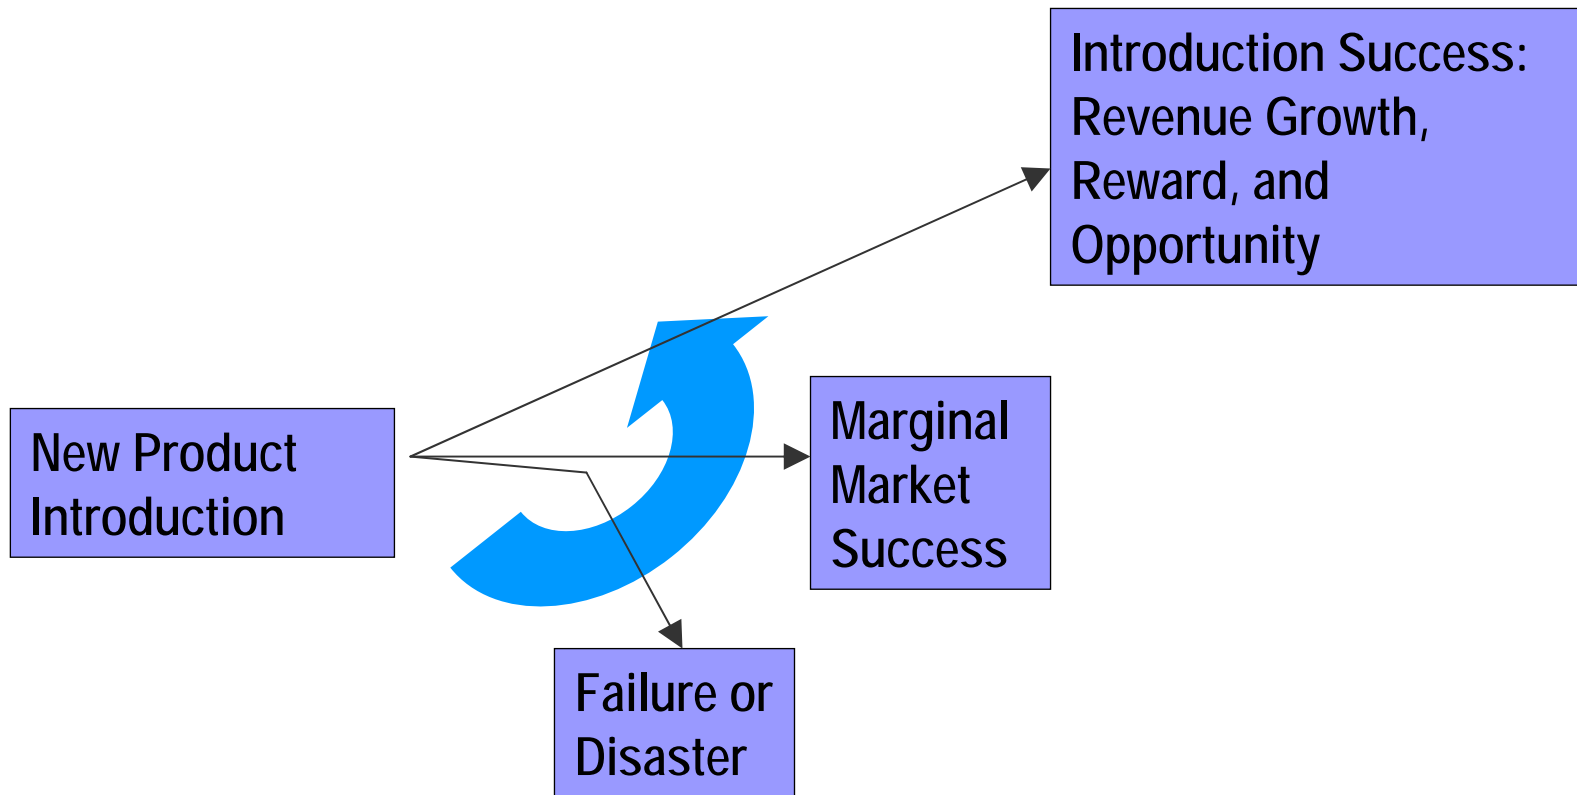 Introduction Success:
Revenue Growth,
Reward, and
Opportunity
New Product
Introduction
Marginal
Market
Success
Failure or
Disaster